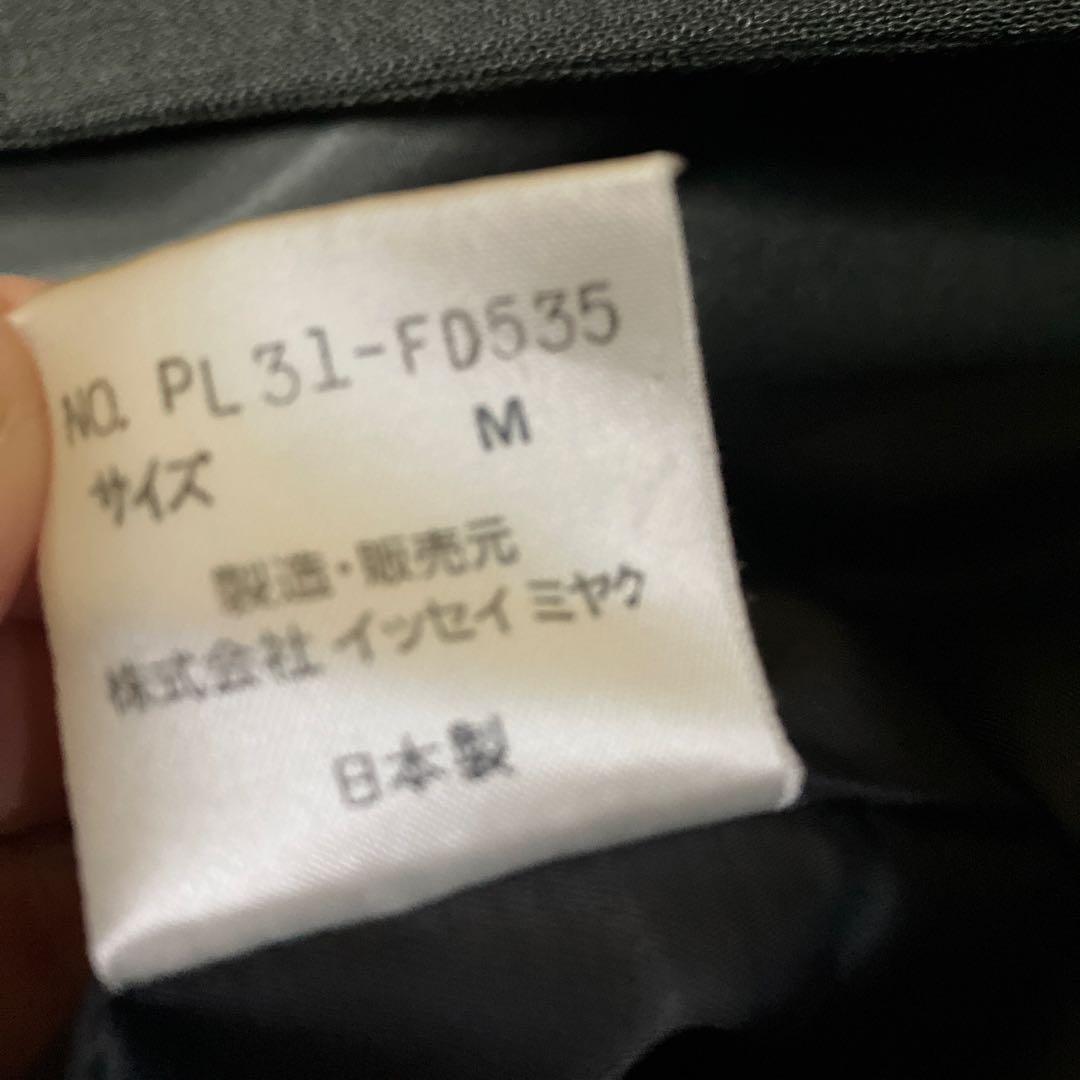 NO. PL31-FD535
サイズ M
製造・販売元
株式会社 イッセイ ミヤケ
日本製